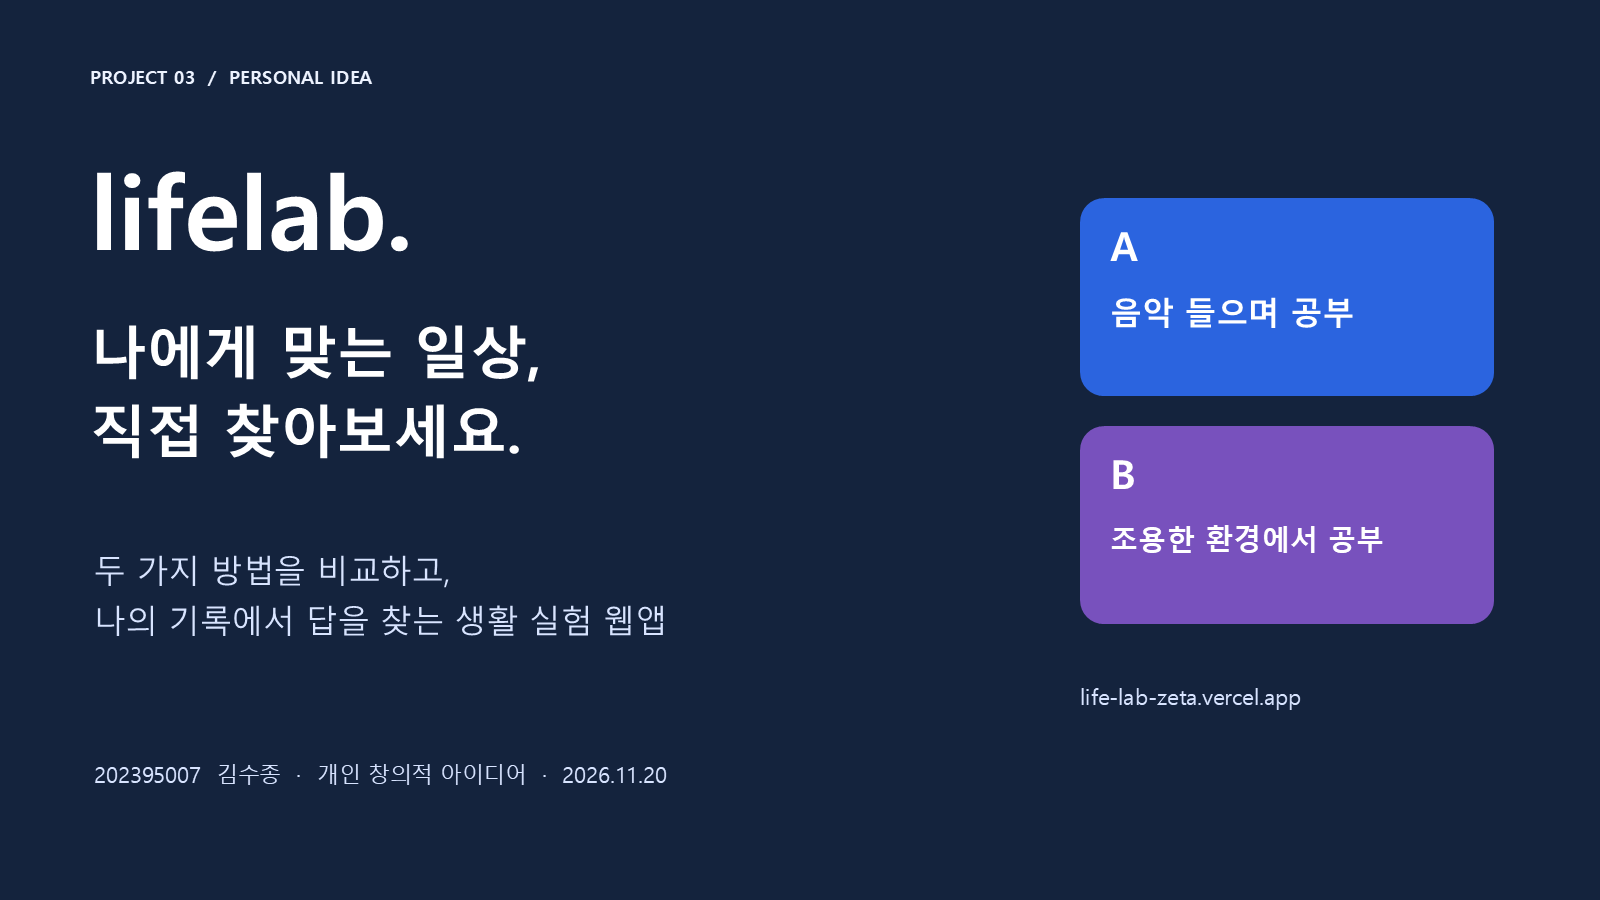 PROJECT 03 / PERSONAL IDEA
lifelab.
나에게 맞는 일상,
직접 찾아보세요.
두 가지 방법을 비교하고,
나의 기록에서 답을 찾는 생활 실험 웹앱
202395007 김수종 · 개인 창의적 아이디어 · 2026.11.20
A
음악 들으며 공부
B
조용한 환경에서 공부
life-lab-zeta.vercel.app